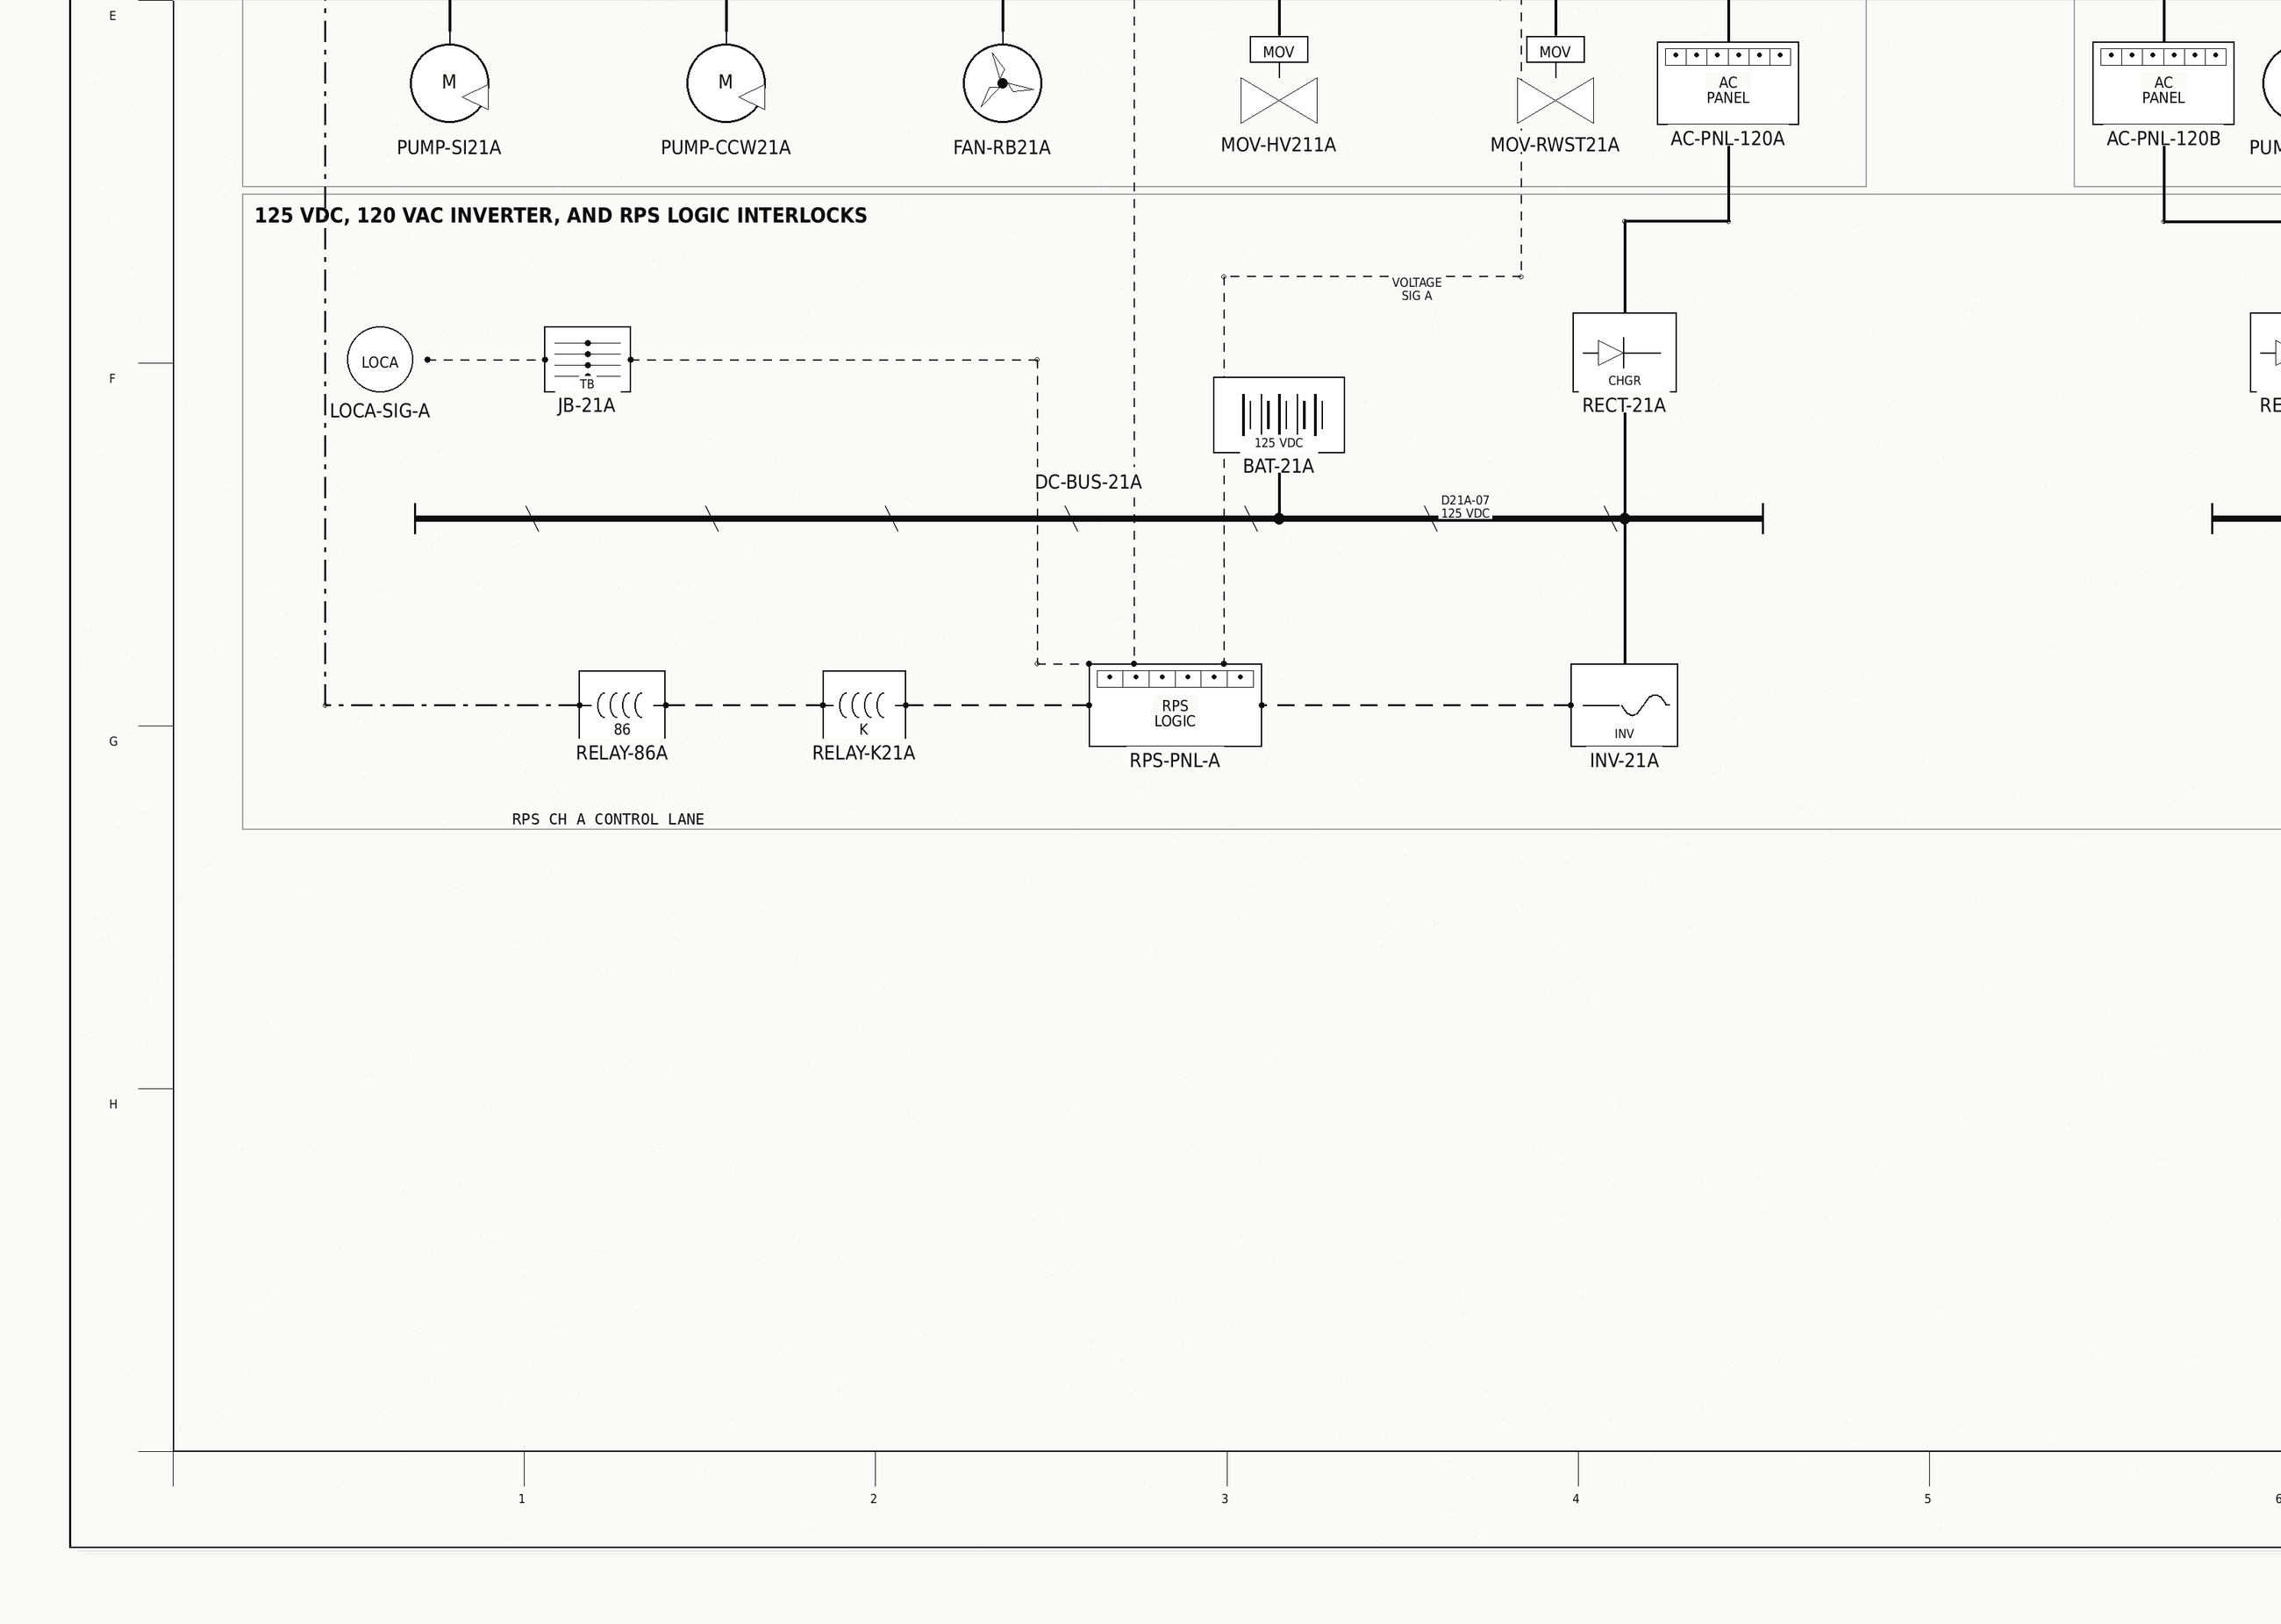 E
MOV
MOV
M
M
AC
PANEL
AC
PANEL
PUMP-SI21A
PUMP-CCW21A
FAN-RB21A
MOV-HV211A
MOV-RWST21A
AC-PNL-120A
AC-PNL-120B
125 VDC, 120 VAC INVERTER, AND RPS LOGIC INTERLOCKS
VOLTAGE
SIG A
LOCA
TB
CHGR
F
LOCA-SIG-A
JB-21A
RECT-21A
125 VDC
BAT-21A
DC-BUS-21A
D21A-07
125 VDC
RPS
LOGIC
86
K
INV
G
RELAY-86A
RELAY-K21A
RPS-PNL-A
INV-21A
RPS CH A CONTROL LANE
H
1
2
3
4
5
6